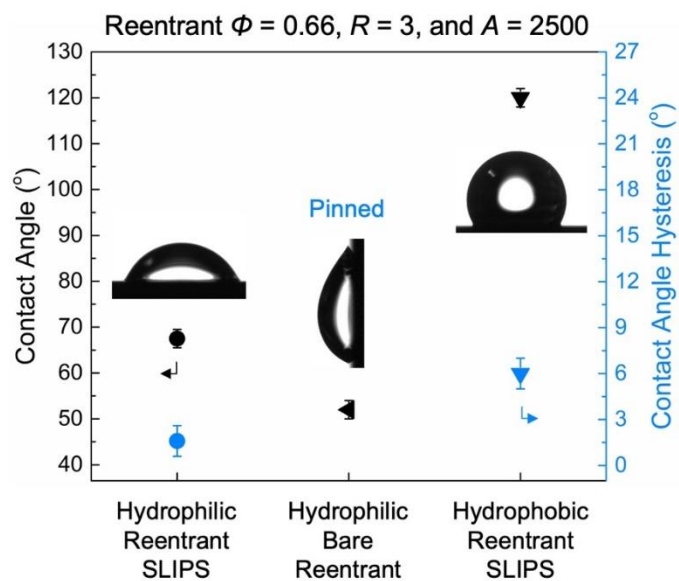 Reentrant Φ = 0.66, R = 3, and A = 2500
Contact Angle (°)
130
120
110
100
90
80
70
60
50
40
Pinned
27
24
21
18
15
12
9
6
3
0
Contact Angle Hysteresis (°)
Hydrophilic
Reentrant
SLIPS
Hydrophilic
Bare
Reentrant
Hydrophobic
Reentrant
SLIPS